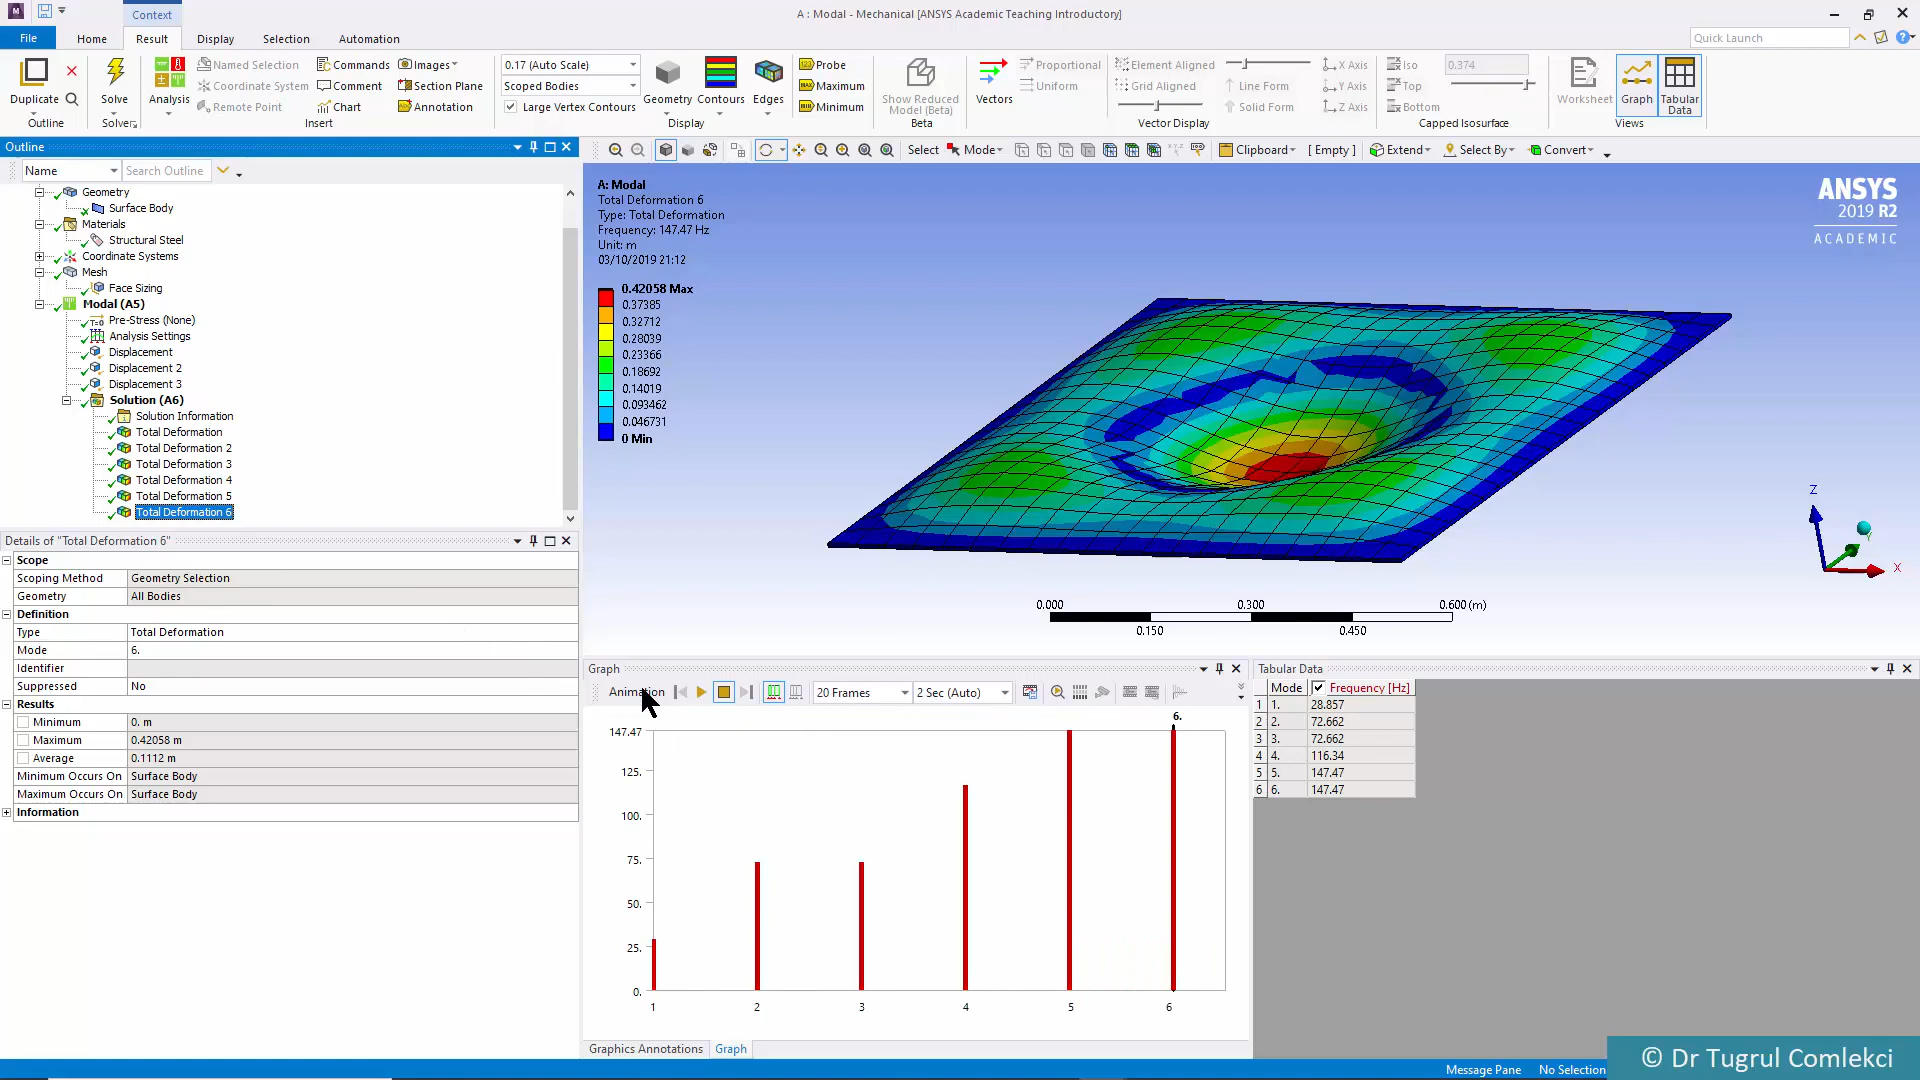 Context
A : Modal - Mechanical [ANSYS Academic Teaching Introductory]
File Home Result Display Selection Automation
Quick Launch
Duplicate
Outline
Solve
Solver
Analysis
Named Selection
Coordinate System
Remote Point
Commands
Comment
Chart
Images
Section Plane
Annotation
Insert
0.17 (Auto Scale)
Scoped Bodies
Large Vertex Contours
Geometry
Contours
Edges
Display
Probe
Maximum
Minimum
Show Reduced
Model (Beta)
Beta
Vectors
Proportional
Uniform
Element Aligned
Grid Aligned
Line Form
Solid Form
X Axis
Y Axis
Z Axis
Vector Display
Iso
Top
Bottom
0.374
Capped Isosurface
Worksheet
Graph
Tabular
Data
Views
Outline
Name
Search Outline
Select Mode Clipboard [ Empty ] Extend Select By Convert
Geometry
Surface Body
Materials
Structural Steel
Coordinate Systems
Mesh
Face Sizing
Modal (A5)
Pre-Stress (None)
Analysis Settings
Displacement
Displacement 2
Displacement 3
Solution (A6)
Solution Information
Total Deformation
Total Deformation 2
Total Deformation 3
Total Deformation 4
Total Deformation 5
Total Deformation 6
Details of "Total Deformation 6"
Scope
Scoping Method Geometry Selection
Geometry All Bodies
Definition
Type Total Deformation
Mode 6.
Identifier
Suppressed No
Results
Minimum 0. m
Maximum 0.42058 m
Average 0.1112 m
Minimum Occurs On Surface Body
Maximum Occurs On Surface Body
Information
A: Modal
Total Deformation 6
Type: Total Deformation
Frequency: 147.47 Hz
Unit: m
03/10/2019 21:12
0.42058 Max
0.37385
0.32712
0.28039
0.23366
0.18692
0.14019
0.093462
0.046731
0 Min
ANSYS
2019 R2
ACADEMIC
Z
Y
X
0.000 0.300 0.600 (m)
0.150 0.450
Graph
Animation 20 Frames 2 Sec (Auto)
6.
147.47
125.
100.
75.
50.
25.
0.
1 2 3 4 5 6
Graphics Annotations Graph
Tabular Data
Mode Frequency [Hz]
1 1. 28.857
2 2. 72.662
3 3. 72.662
4 4. 116.34
5 5. 147.47
6 6. 147.47
Message Pane No Selection
© Dr Tugrul Comlekci